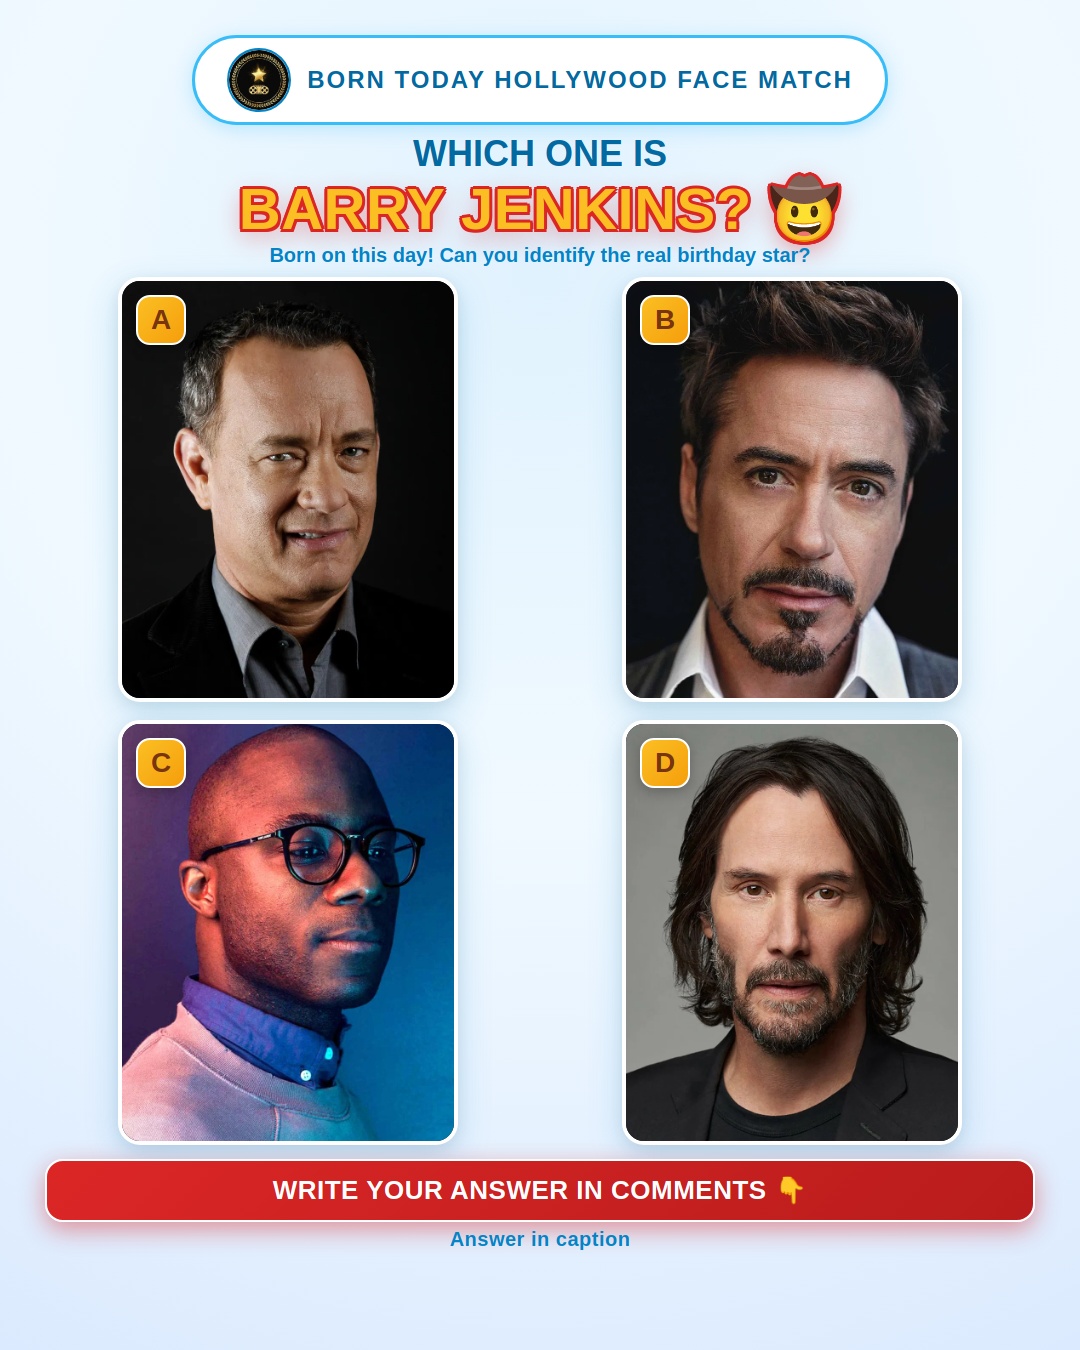 BORN TODAY HOLLYWOOD FACE MATCH
WHICH ONE IS
BARRY JENKINS? 🤠
Born on this day! Can you identify the real birthday star?
A
B
C
D
WRITE YOUR ANSWER IN COMMENTS 👇
Answer in caption